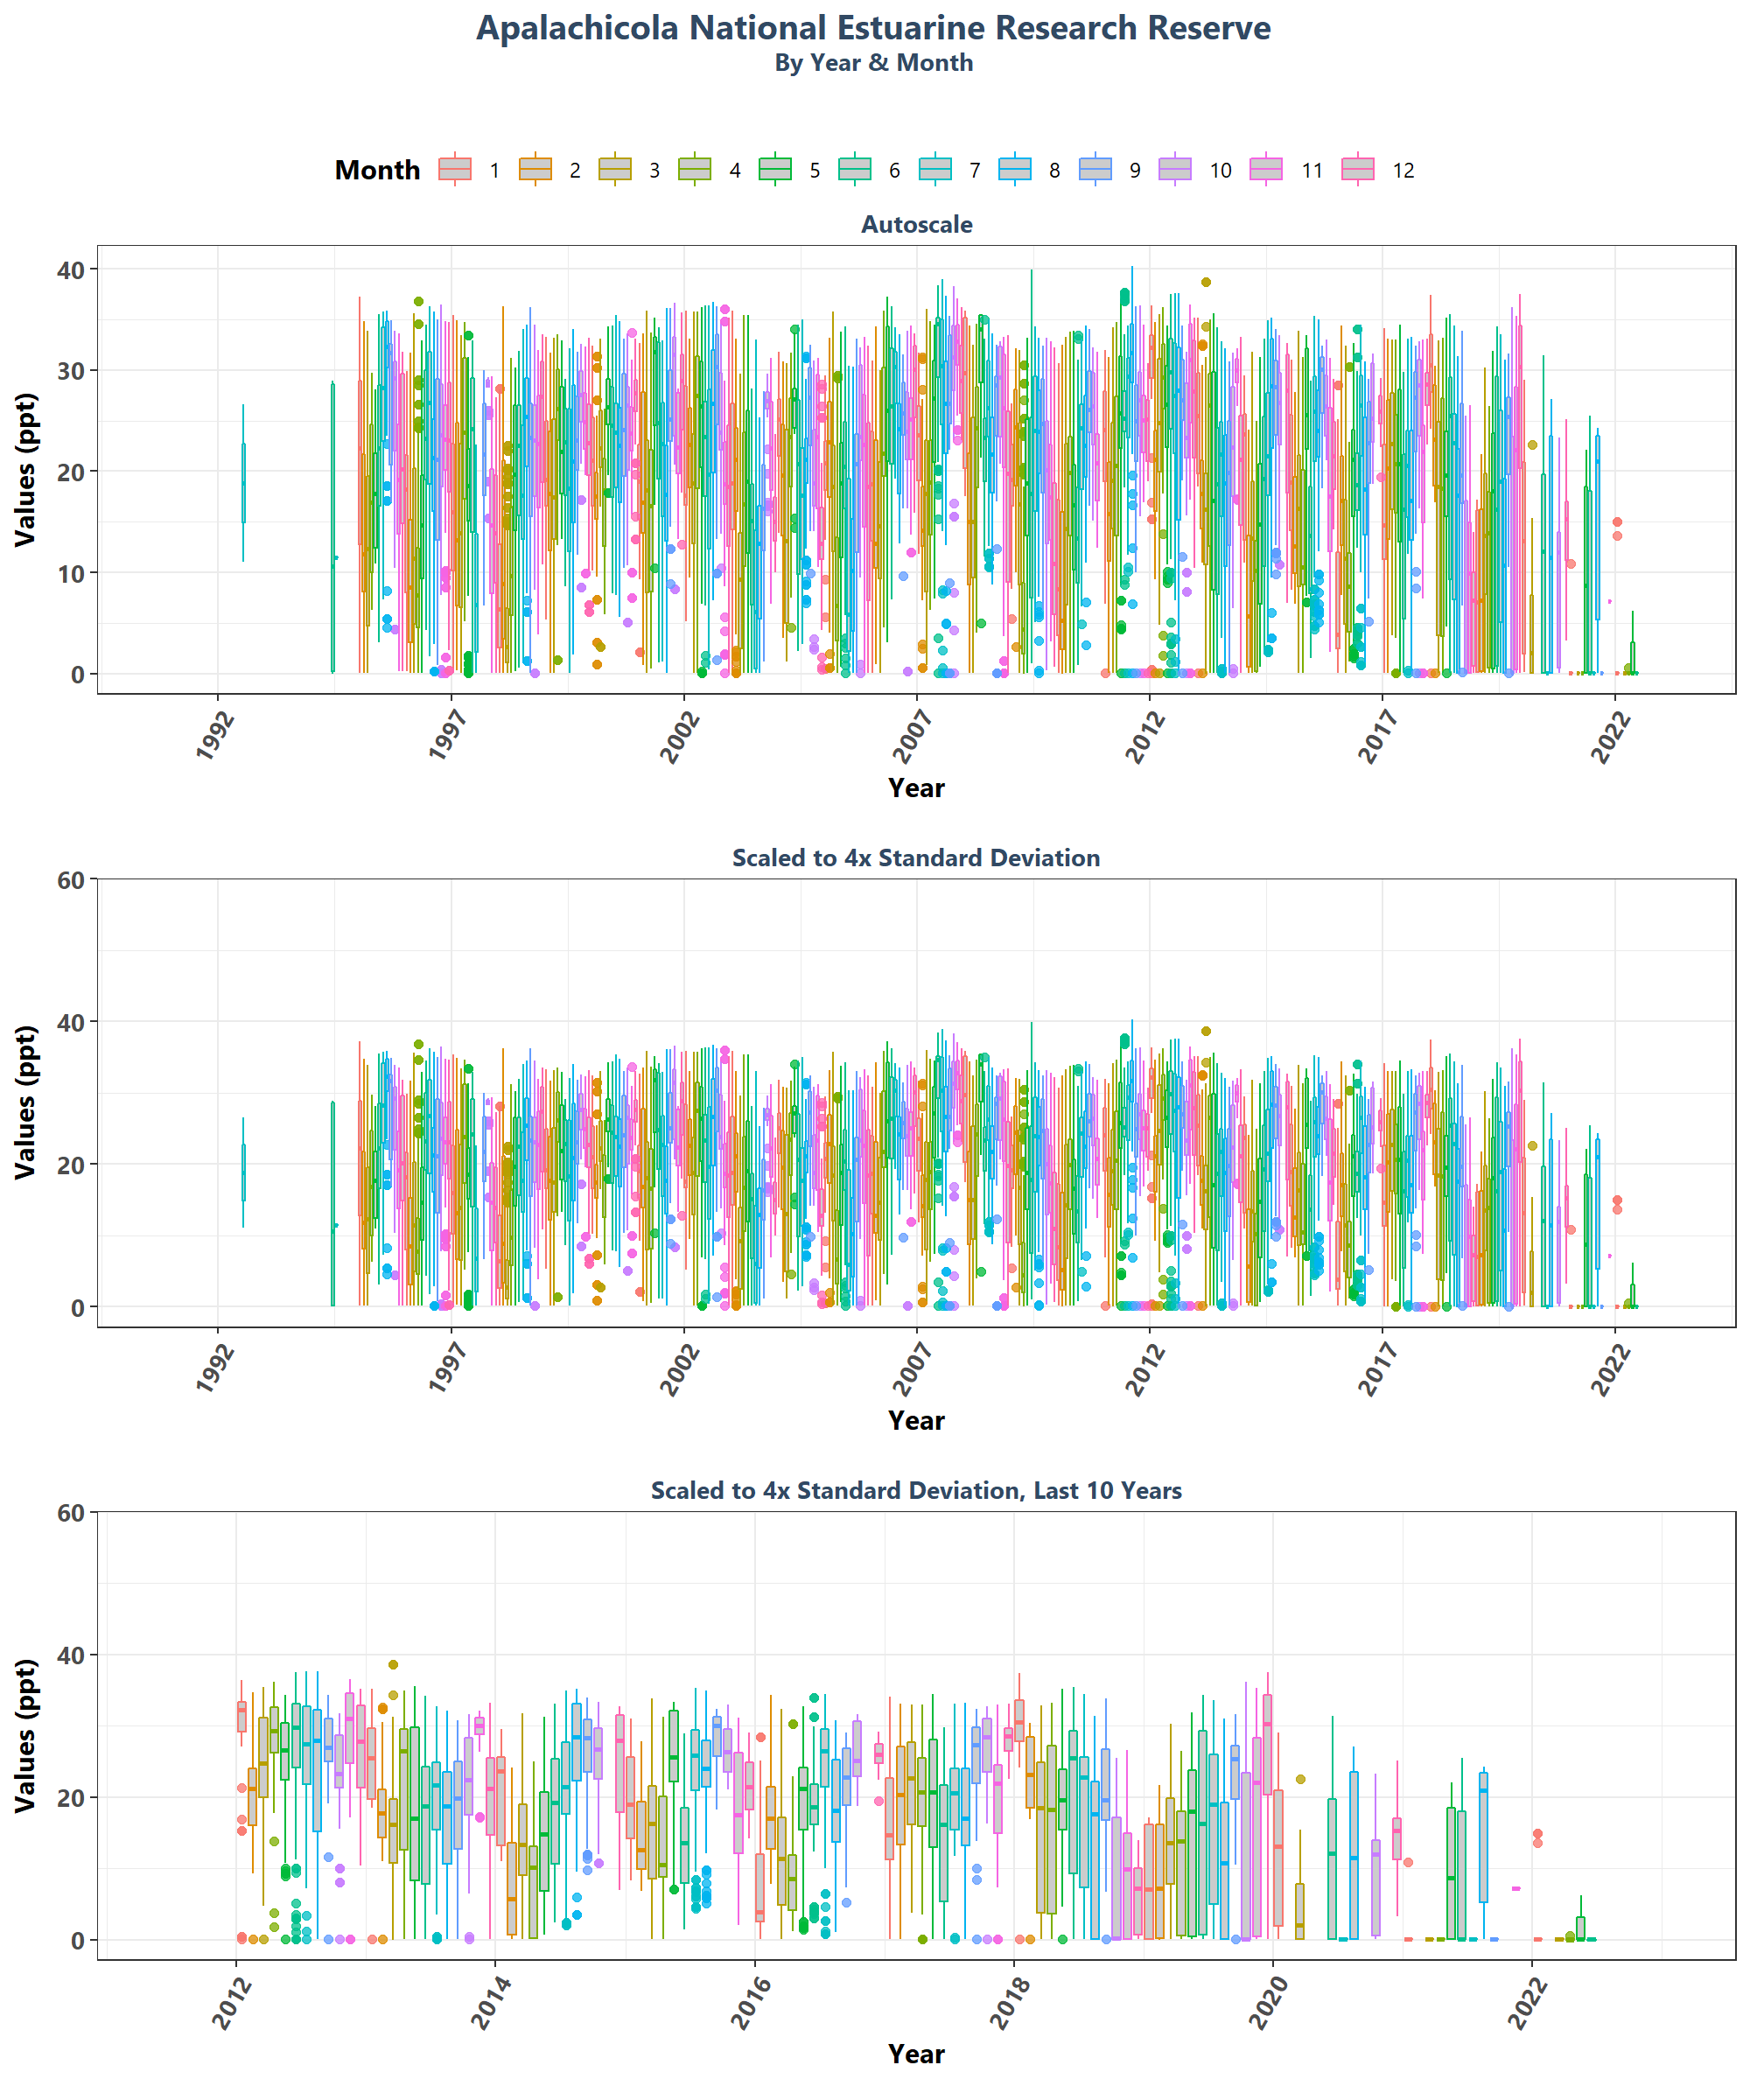 Apalachicola National Estuarine Research Reserve
By Year & Month
Month 1 2 3 4 5 6 7 8 9 10 11 12
Autoscale
Values (ppt)
40
30
20
10
0
1992 1997 2002 2007 2012 2017 2022
Year
Scaled to 4x Standard Deviation
Values (ppt)
60
40
20
0
1992 1997 2002 2007 2012 2017 2022
Year
Scaled to 4x Standard Deviation, Last 10 Years
Values (ppt)
60
40
20
0
2012 2014 2016 2018 2020 2022
Year